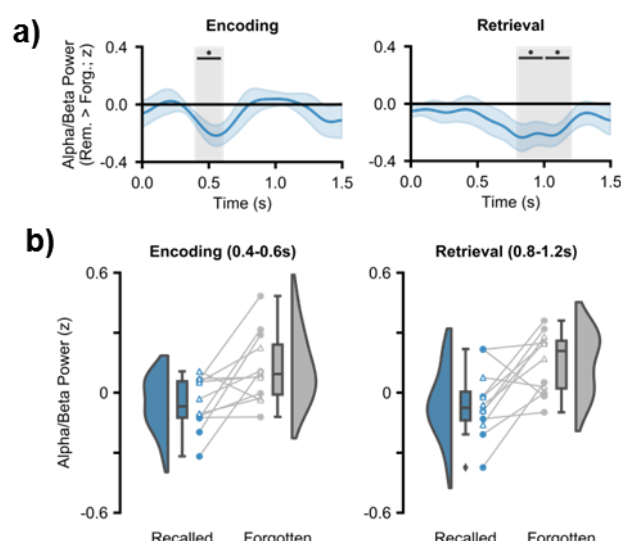 a)
Encoding
Retrieval
Alpha/Beta Power
(Rem. > Forg.; z)
0.4
0.0
-0.4
0.0 0.5 1.0 1.5
Time (s)
0.4
0.0
-0.4
0.0 0.5 1.0 1.5
Time (s)
b)
Encoding (0.4-0.6s)
Retrieval (0.8-1.2s)
Alpha/Beta Power (z)
0.6
0
-0.6
Recalled Forgotten
0.6
0
-0.6
Recalled Forgotten